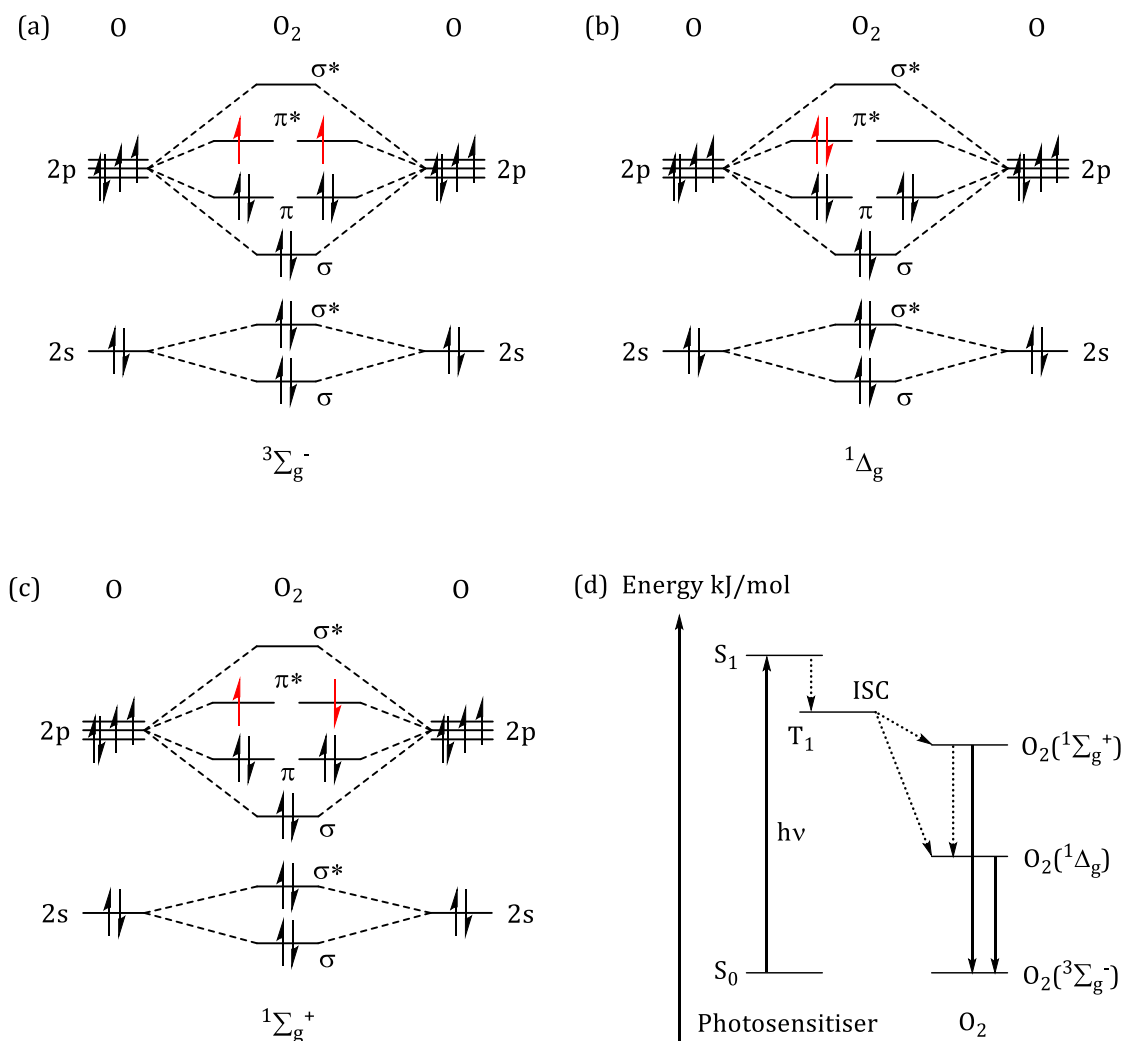 (a) O O₂ O
σ*
π*
2p 2p
π
σ
σ*
2s 2s
σ
³Σg⁻
(b) O O₂ O
σ*
π*
2p 2p
π
σ
σ*
2s 2s
σ
¹Δg
(c) O O₂ O
σ*
π*
2p 2p
π
σ
σ*
2s 2s
σ
¹Σg⁺
(d) Energy kJ/mol
S₁
ISC
T₁
O₂(¹Σg⁺)
hν
O₂(¹Δg)
S₀ O₂(³Σg⁻)
Photosensitiser O₂